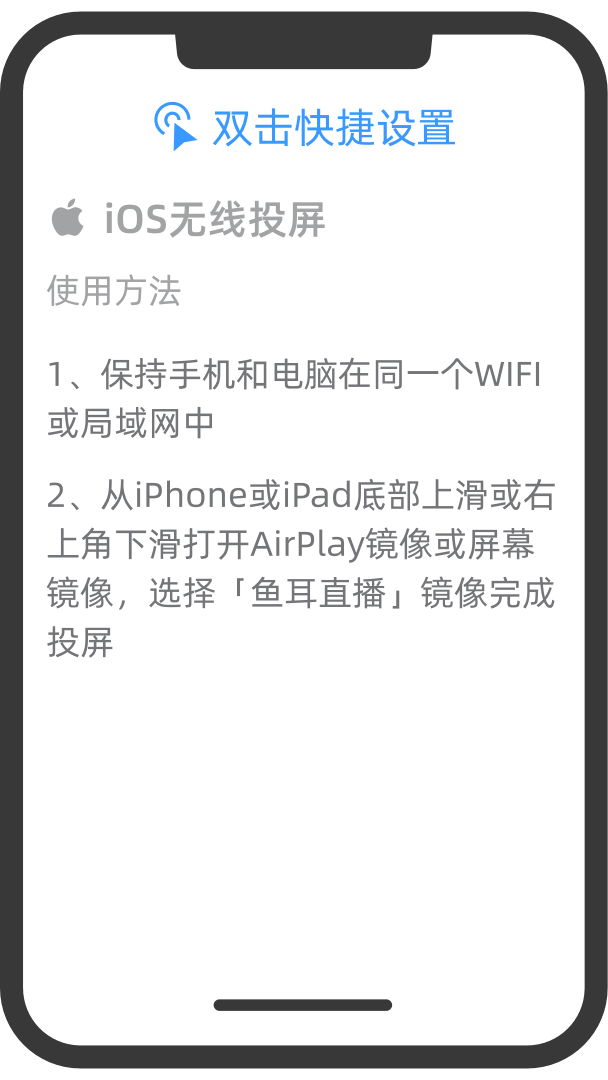 双击快捷设置
iOS无线投屏
使用方法
1、保持手机和电脑在同一个WIFI
或局域网中
2、从iPhone或iPad底部上滑或右
上角下滑打开AirPlay镜像或屏幕
镜像，选择「鱼耳直播」镜像完成
投屏